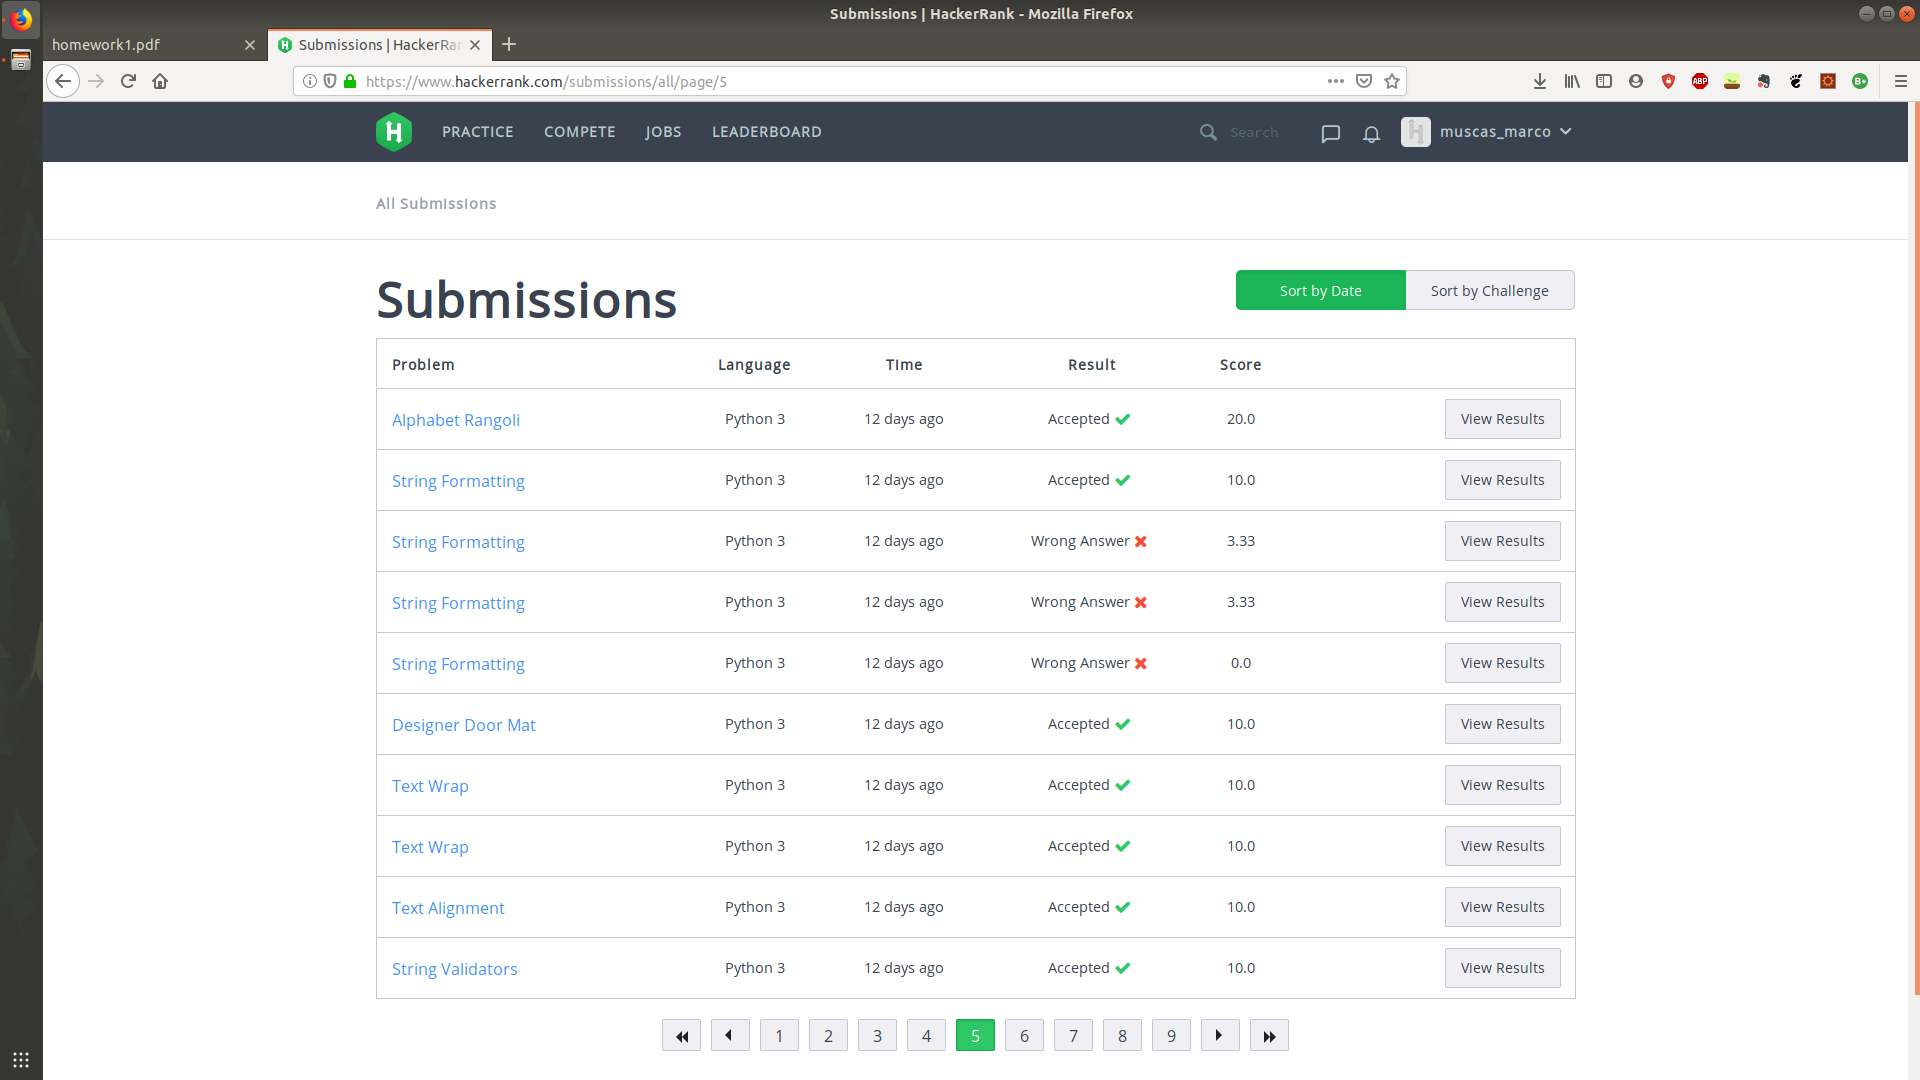 Submissions | HackerRank - Mozilla Firefox
homework1.pdf
Submissions | HackerRan
https://www.hackerrank.com/submissions/all/page/5
ABP
B+
H PRACTICE COMPETE JOBS LEADERBOARD Search H muscas_marco
All Submissions
Submissions
Sort by Date Sort by Challenge
Problem Language Time Result Score
Alphabet Rangoli Python 3 12 days ago Accepted 20.0 View Results
String Formatting Python 3 12 days ago Accepted 10.0 View Results
String Formatting Python 3 12 days ago Wrong Answer 3.33 View Results
String Formatting Python 3 12 days ago Wrong Answer 3.33 View Results
String Formatting Python 3 12 days ago Wrong Answer 0.0 View Results
Designer Door Mat Python 3 12 days ago Accepted 10.0 View Results
Text Wrap Python 3 12 days ago Accepted 10.0 View Results
Text Wrap Python 3 12 days ago Accepted 10.0 View Results
Text Alignment Python 3 12 days ago Accepted 10.0 View Results
String Validators Python 3 12 days ago Accepted 10.0 View Results
1 2 3 4 5 6 7 8 9